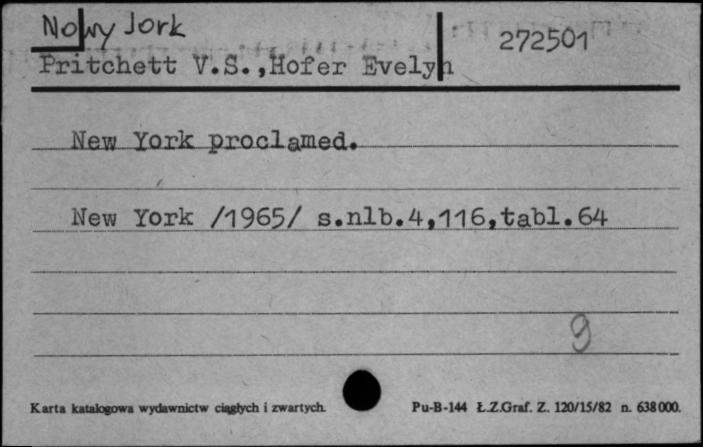 Nowy Jork
272501
Pritchett V.S.,Hofer Evelyn
New York proclamed.
New York /1965/ s.nlb.4,116,tabl.64
9
Karta katalogowa wydawnictw ciągłych i zwartych. Pu-B-144 Ł.Z.Graf. Z. 120/15/82 n. 638000.